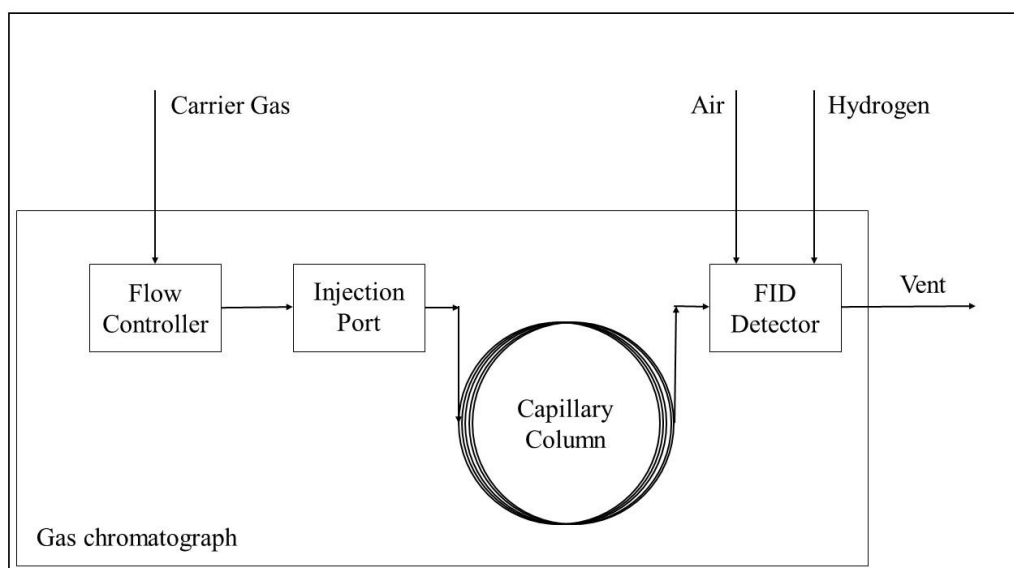 Carrier Gas
Air
Hydrogen
Flow
Controller
Injection
Port
FID
Detector
Vent
Capillary
Column
Gas chromatograph